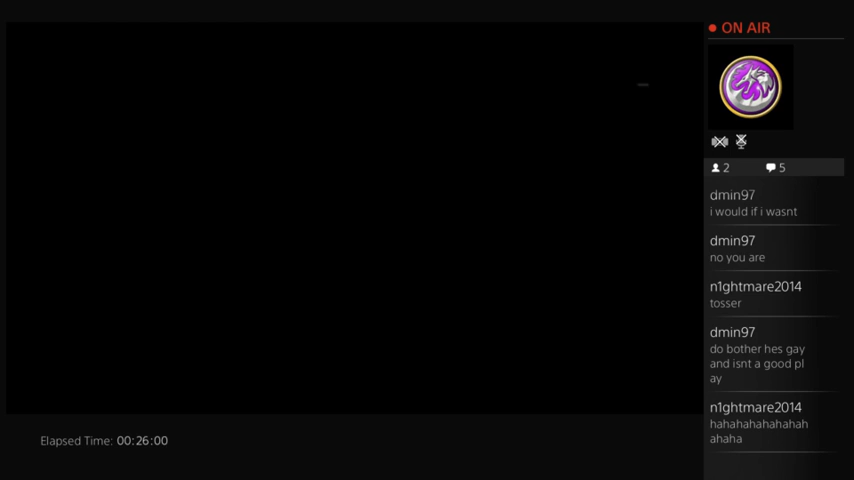 ON AIR
2 5
dmin97
i would if i wasnt
dmin97
no you are
n1ghtmare2014
tosser
dmin97
do bother hes gay
and isnt a good pl
ay
n1ghtmare2014
hahahahahahahah
ahaha
Elapsed Time: 00:26:00